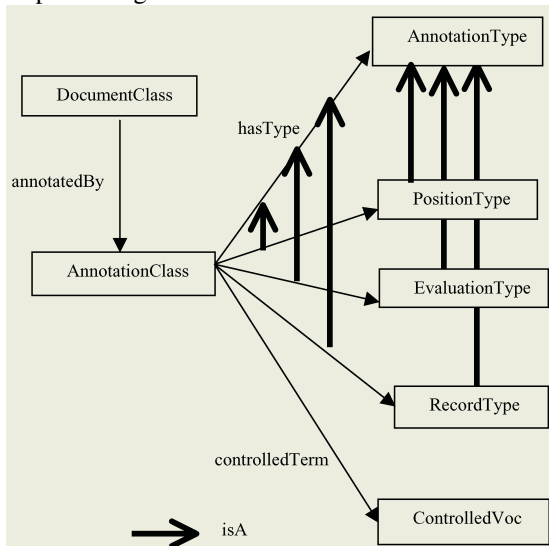 AnnotationType
DocumentClass
hasType
annotatedBy
PositionType
AnnotationClass
EvaluationType
RecordType
controlledTerm
ControlledVoc
isA